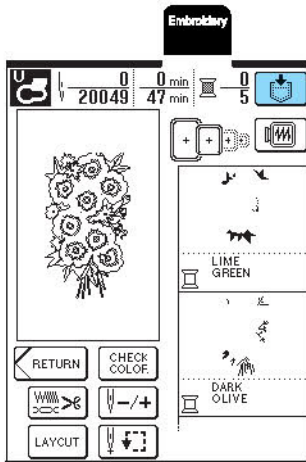 Embroidery
U
0 0 min 0
20049 47 min 5
LIME
GREEN
RETURN
CHECK
COLOR
DARK
OLIVE
-/+
LAYOUT